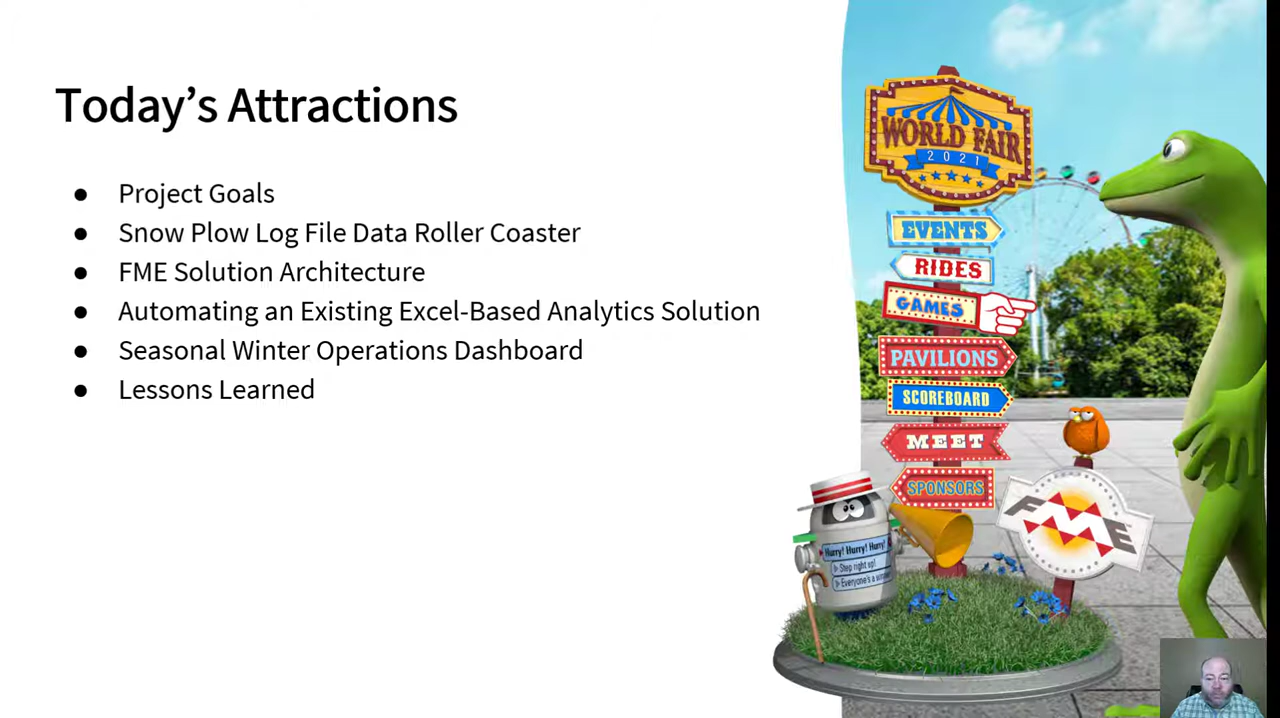 Today's Attractions
● Project Goals
● Snow Plow Log File Data Roller Coaster
● FME Solution Architecture
● Automating an Existing Excel-Based Analytics Solution
● Seasonal Winter Operations Dashboard
● Lessons Learned
WORLD FAIR
2021
EVENTS
RIDES
GAMES
PAVILIONS
SCOREBOARD
MEET
SPONSORS
FME
Hurry! Hurry! Hurry!
Step right up!
Everyone's a